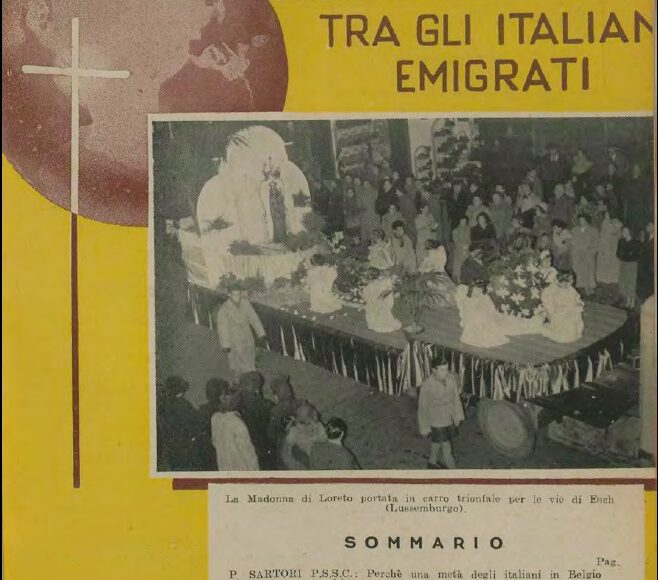 TRA GLI ITALIAN
EMIGRATI
La Madonna di Loreto portata in carro trionfale per le vie di Esch
(Lussemburgo).
SOMMARIO
Pag.
P SARTORI P.S.S.C.: Perchè una metà degli italiani in Belgio